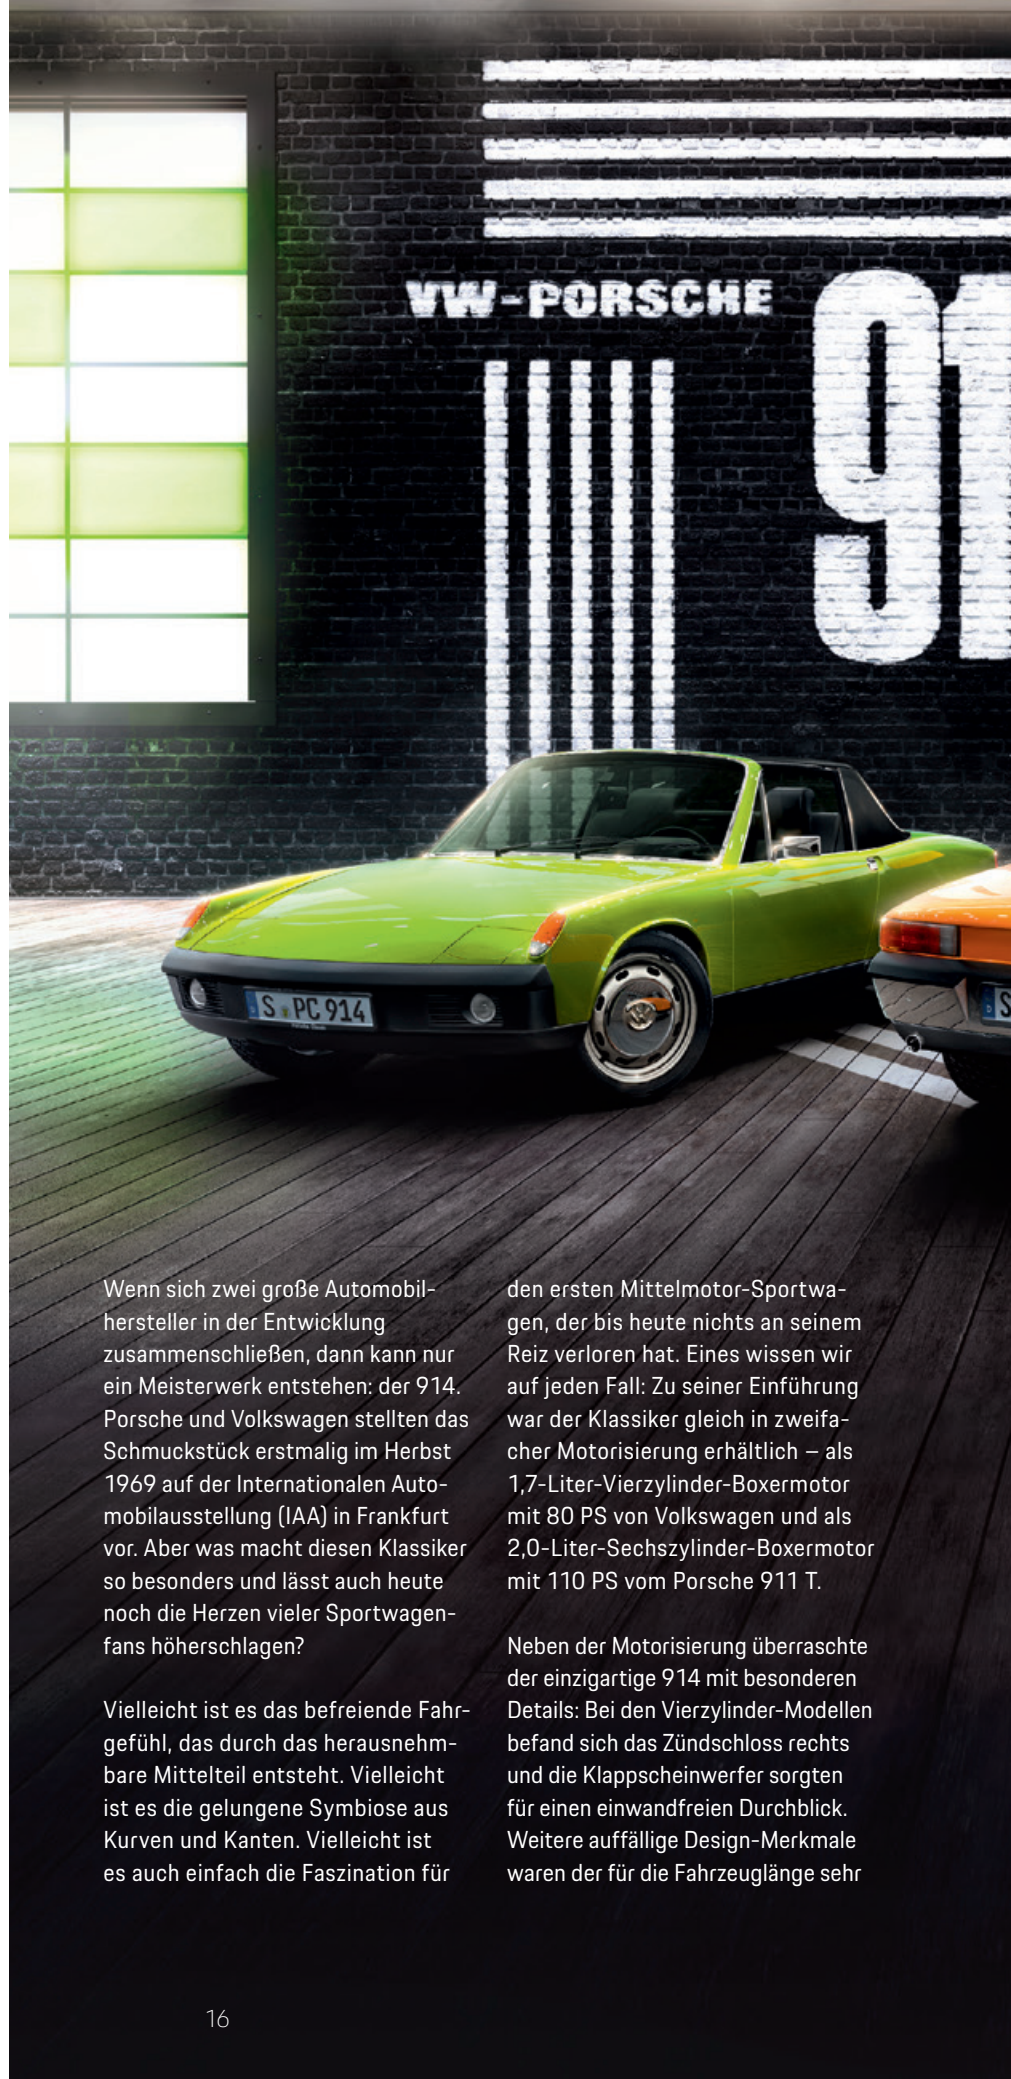 VW-PORSCHE
91
S PC 914
S
Wenn sich zwei große Automobil-
hersteller in der Entwicklung
zusammenschließen, dann kann nur
ein Meisterwerk entstehen: der 914.
Porsche und Volkswagen stellten das
Schmuckstück erstmalig im Herbst
1969 auf der Internationalen Auto-
mobilausstellung (IAA) in Frankfurt
vor. Aber was macht diesen Klassiker
so besonders und lässt auch heute
noch die Herzen vieler Sportwagen-
fans höherschlagen?
Vielleicht ist es das befreiende Fahr-
gefühl, das durch das herausnehm-
bare Mittelteil entsteht. Vielleicht
ist es die gelungene Symbiose aus
Kurven und Kanten. Vielleicht ist
es auch einfach die Faszination für
den ersten Mittelmotor-Sportwa-
gen, der bis heute nichts an seinem
Reiz verloren hat. Eines wissen wir
auf jeden Fall: Zu seiner Einführung
war der Klassiker gleich in zweifa-
cher Motorisierung erhältlich – als
1,7-Liter-Vierzylinder-Boxermotor
mit 80 PS von Volkswagen und als
2,0-Liter-Sechszylinder-Boxermotor
mit 110 PS vom Porsche 911 T.
Neben der Motorisierung überraschte
der einzigartige 914 mit besonderen
Details: Bei den Vierzylinder-Modellen
befand sich das Zündschloss rechts
und die Klappscheinwerfer sorgten
für einen einwandfreien Durchblick.
Weitere auffällige Design-Merkmale
waren der für die Fahrzeuglänge sehr
16